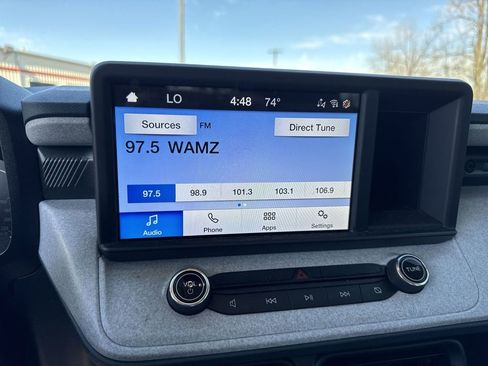 LO 4:48 74°
Sources FM Direct Tune
97.5 WAMZ
97.5 98.9 101.3 103.1 106.9
Audio Phone Apps Settings
VOL TUNE